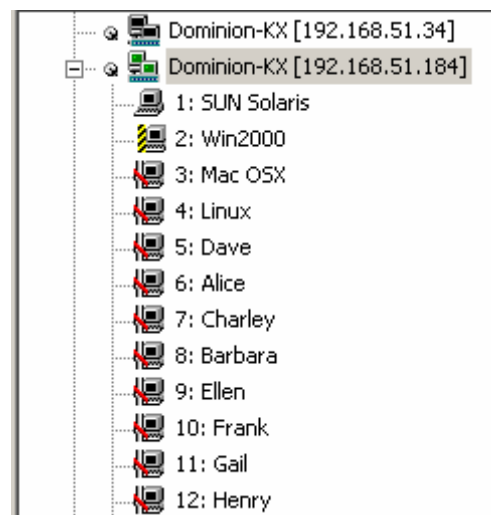 Dominion-KX [192.168.51.34]
Dominion-KX [192.168.51.184]
1: SUN Solaris
2: Win2000
3: Mac OSX
4: Linux
5: Dave
6: Alice
7: Charley
8: Barbara
9: Ellen
10: Frank
11: Gail
12: Henry